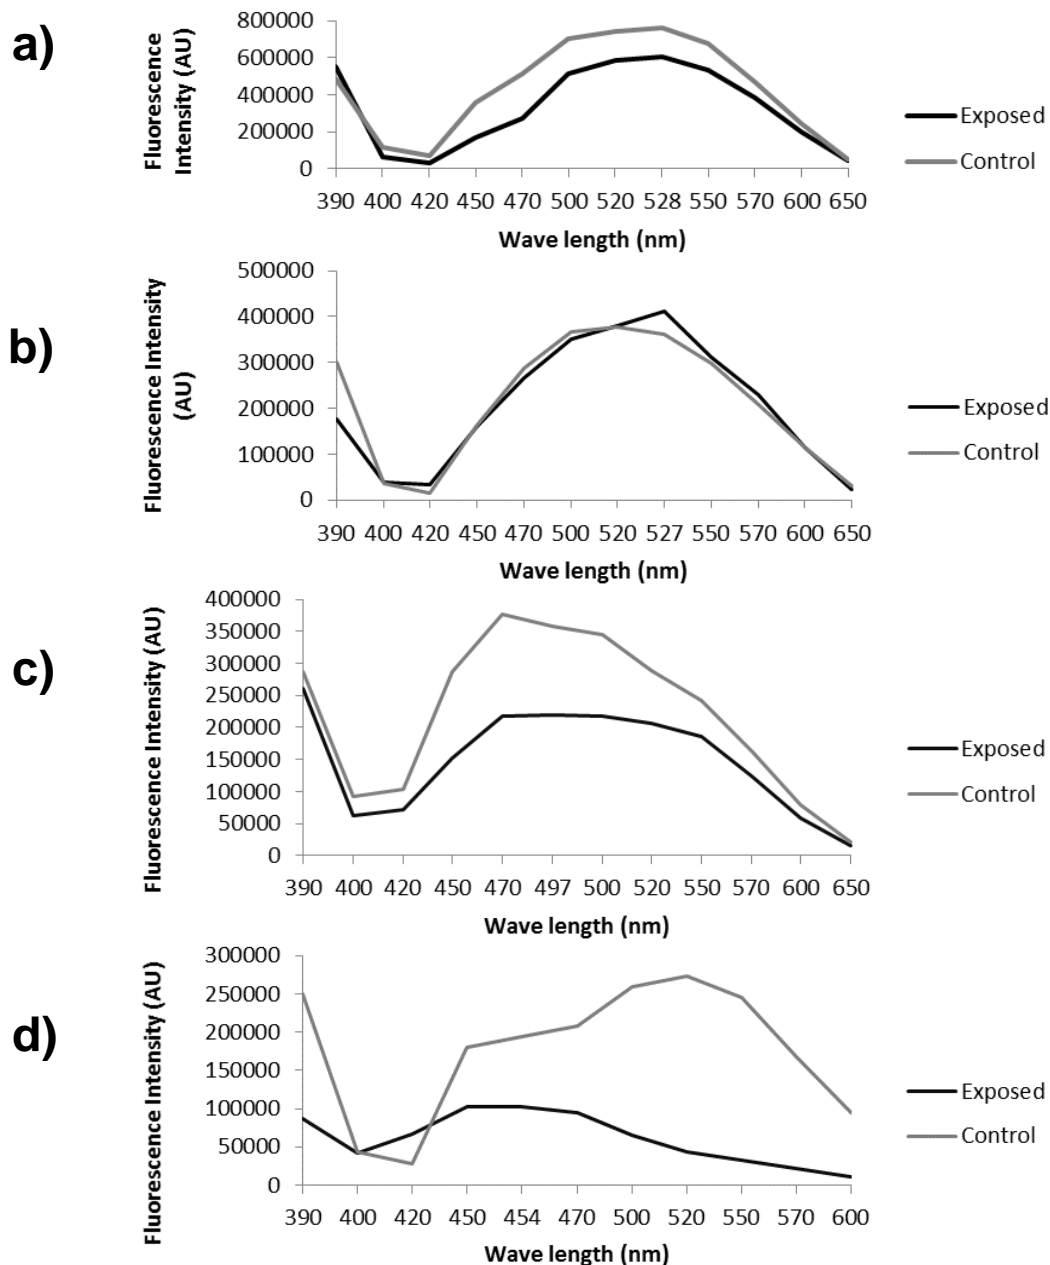 a)
Fluorescence
Intensity (AU)
800000
600000
400000
200000
0
390 400 420 450 470 500 520 528 550 570 600 650
Wave length (nm)
Exposed
Control
b)
Fluorescence Intensity
(AU)
500000
400000
300000
200000
100000
0
390 400 420 450 470 500 520 527 550 570 600 650
Wave length (nm)
Exposed
Control
c)
Fluorescence Intensity (AU)
400000
350000
300000
250000
200000
150000
100000
50000
0
390 400 420 450 470 497 500 520 550 570 600 650
Wave length (nm)
Exposed
Control
d)
Fluorescence Intensity (AU)
300000
250000
200000
150000
100000
50000
0
390 400 420 450 454 470 500 520 550 570 600
Wave length (nm)
Exposed
Control